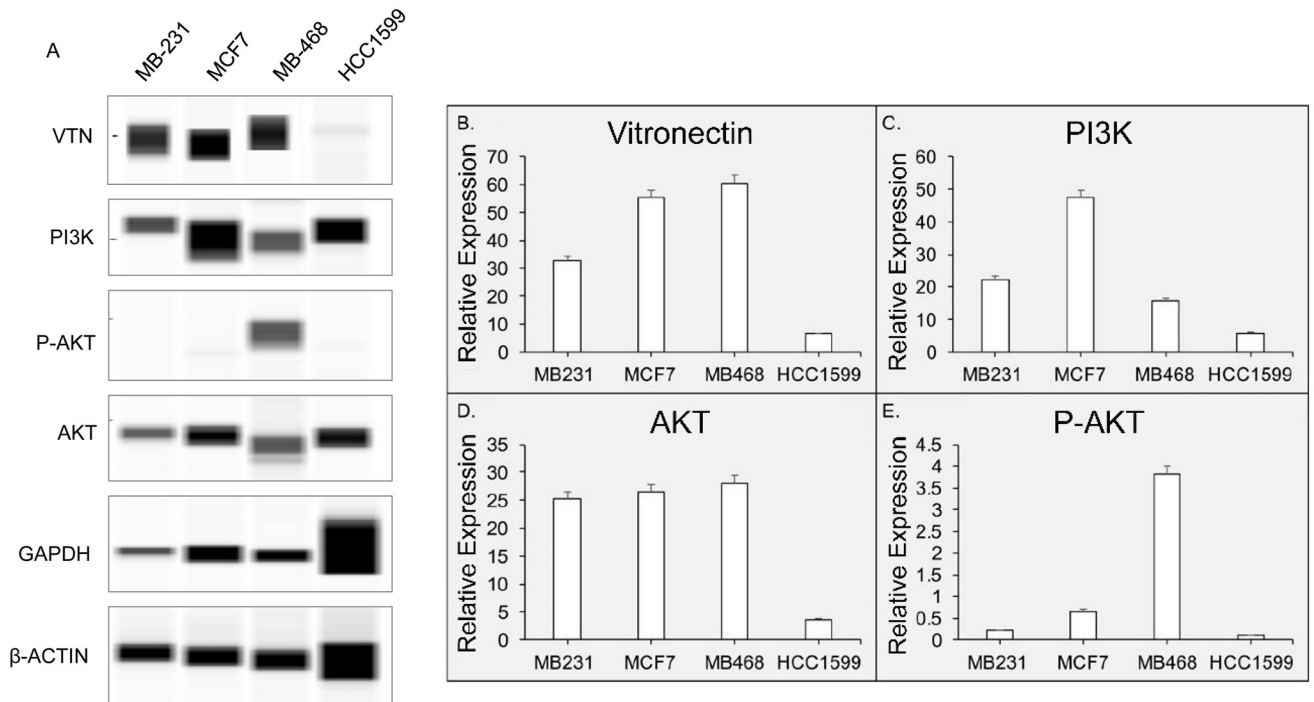 A
MB-231
MCF7
MB-468
HCC1599
VTN
PI3K
P-AKT
AKT
GAPDH
β-ACTIN
B.
Vitronectin
Relative Expression
70
60
50
40
30
20
10
0
MB231 MCF7 MB468 HCC1599
C.
PI3K
Relative Expression
60
50
40
30
20
10
0
MB231 MCF7 MB468 HCC1599
D.
AKT
Relative Expression
35
30
25
20
15
10
5
0
MB231 MCF7 MB468 HCC1599
E.
P-AKT
Relative Expression
4.5
4
3.5
3
2.5
2
1.5
1
0.5
0
MB231 MCF7 MB468 HCC1599